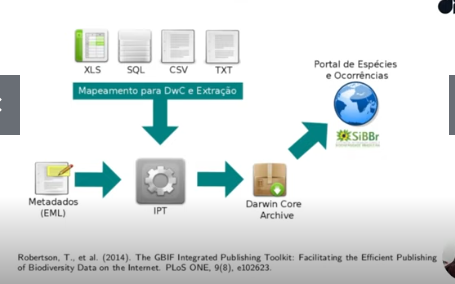 XLS SQL CSV TXT
Mapeamento para DwC e Extração
Portal de Espécies
e Ocorrências
SiBBr
Metadados
(EML)
IPT
Darwin Core
Archive
Robertson, T., et al. (2014). The GBIF Integrated Publishing Toolkit: Facilitating the Efficient Publishing
of Biodiversity Data on the Internet. PLoS ONE, 9(8), e102623.